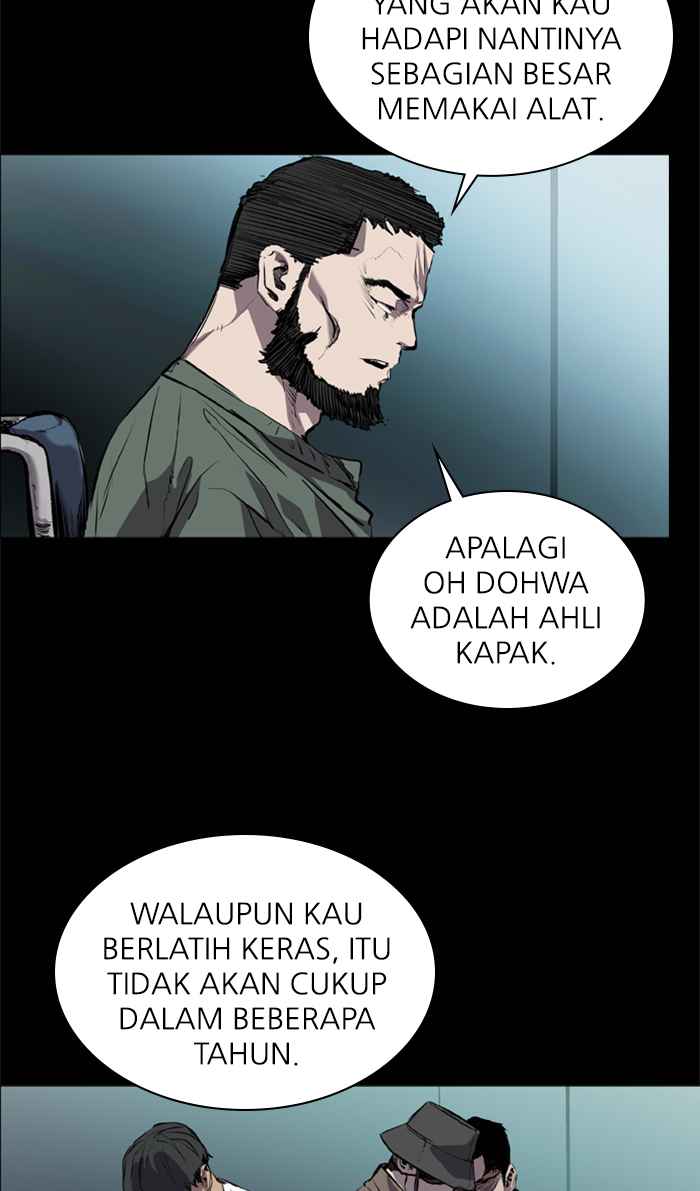 YANG AKAN KAU
HADAPI NANTINYA
SEBAGIAN BESAR
MEMAKAI ALAT.
APALAGI
OH DOHWA
ADALAH AHLI
KAPAK.
WALAUPUN KAU
BERLATIH KERAS, ITU
TIDAK AKAN CUKUP
DALAM BEBERAPA
TAHUN.